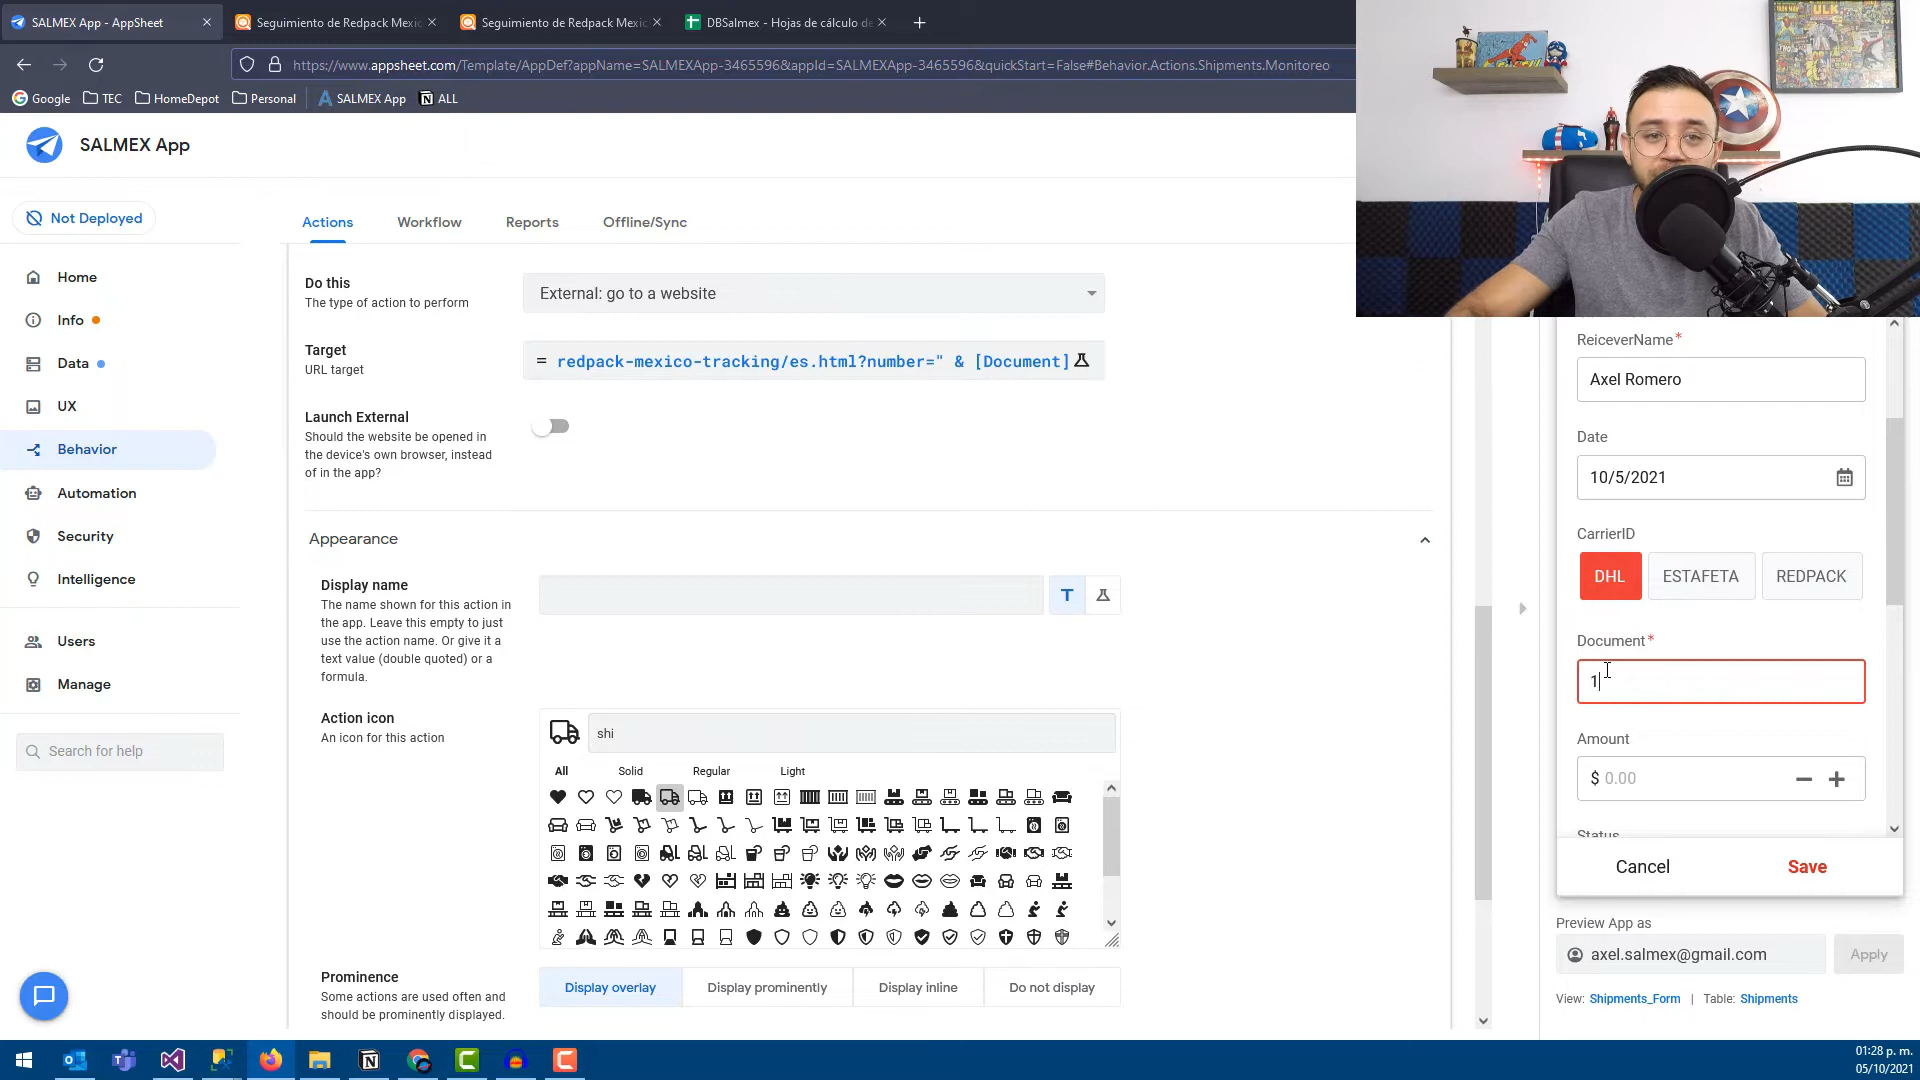 SALMEX App - AppSheet
Seguimiento de Redpack Mexic
Seguimiento de Redpack Mexic
DBSalmex - Hojas de cálculo de
https://www.appsheet.com/Template/AppDef?appName=SALMEXApp-3465596&appId=SALMEXApp-3465596&quickStart=False#Behavior.Actions.Shipments.Monitoreo
Google
TEC
HomeDepot
Personal
SALMEX App
ALL
SALMEX App
Not Deployed
Home
Info
Data
UX
Behavior
Automation
Security
Intelligence
Users
Manage
Search for help
Actions
Workflow
Reports
Offline/Sync
Do this
The type of action to perform
External: go to a website
Target
URL target
= redpack-mexico-tracking/es.html?number=" & [Document]
Launch External
Should the website be opened in
the device's own browser, instead
of in the app?
Appearance
Display name
The name shown for this action in
the app. Leave this empty to just
use the action name. Or give it a
text value (double quoted) or a
formula.
T
Action icon
An icon for this action
shi
All
Solid
Regular
Light
Prominence
Some actions are used often and
should be prominently displayed.
Display overlay
Display prominently
Display inline
Do not display
ULK
ReiceverName*
Axel Romero
Date
10/5/2021
CarrierID
DHL
ESTAFETA
REDPACK
Document*
1
Amount
$ 0.00
Status
Cancel
Save
Preview App as
axel.salmex@gmail.com
Apply
View: Shipments_Form | Table: Shipments
01:28 p. m.
05/10/2021